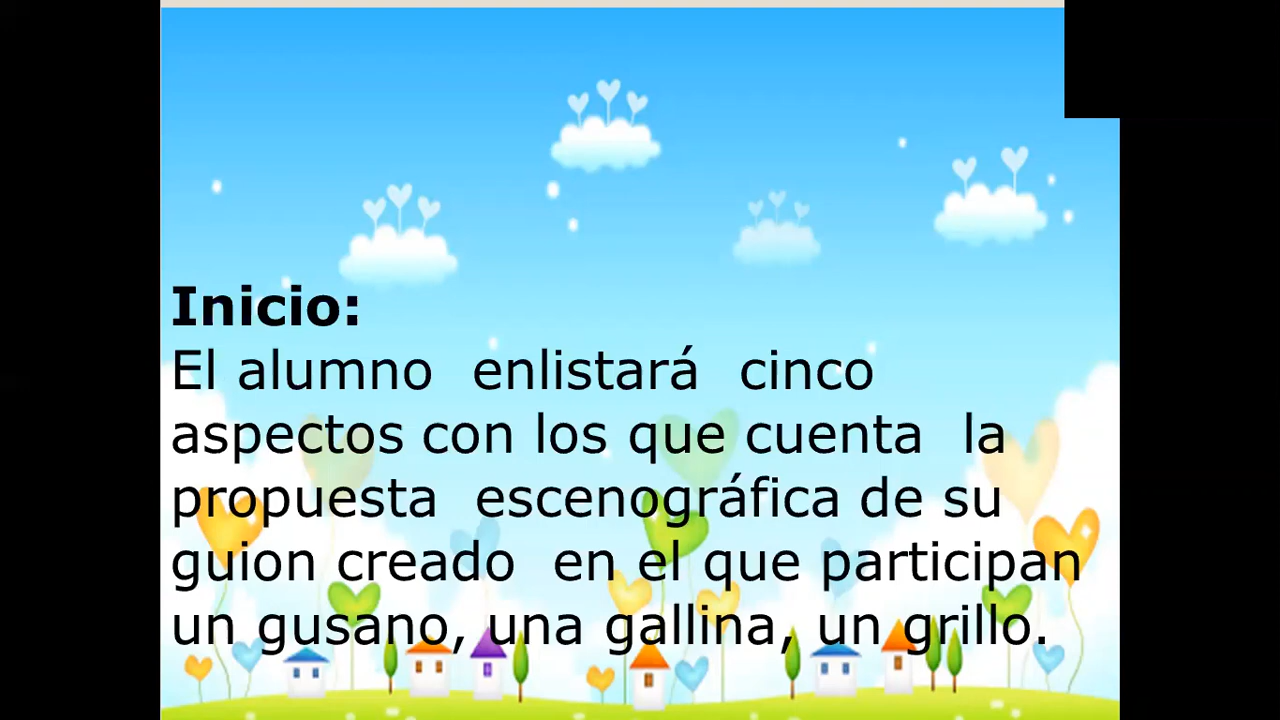 Inicio:
El alumno enlistará cinco
aspectos con los que cuenta la
propuesta escenográfica de su
guion creado en el que participan
un gusano, una gallina, un grillo.